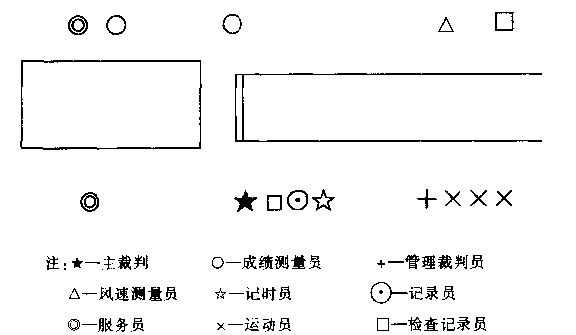 注：★—主裁判 ○—成绩测量员 +—管理裁判员
△—风速测量员 ☆—记时员 ⊙—记录员
◎—服务员 ×—运动员 □—检查记录员